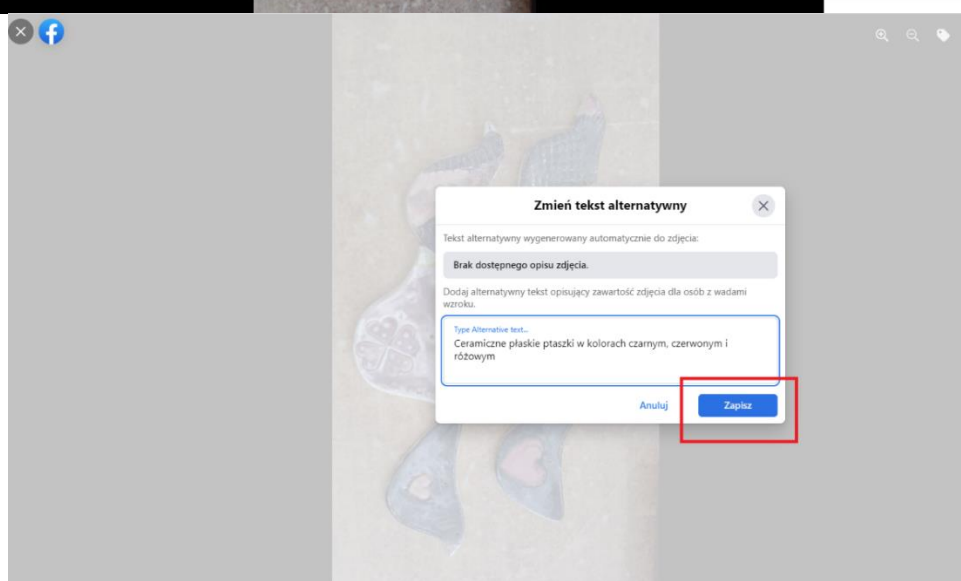 Zmień tekst alternatywny
Tekst alternatywny wygenerowany automatycznie do zdjęcia:
Brak dostępnego opisu zdjęcia.
Dodaj alternatywny tekst opisujący zawartość zdjęcia dla osób z wadami
wzroku.
Type Alternative text...
Ceramiczne płaskie ptaszki w kolorach czarnym, czerwonym i
różowym
Anuluj
Zapisz